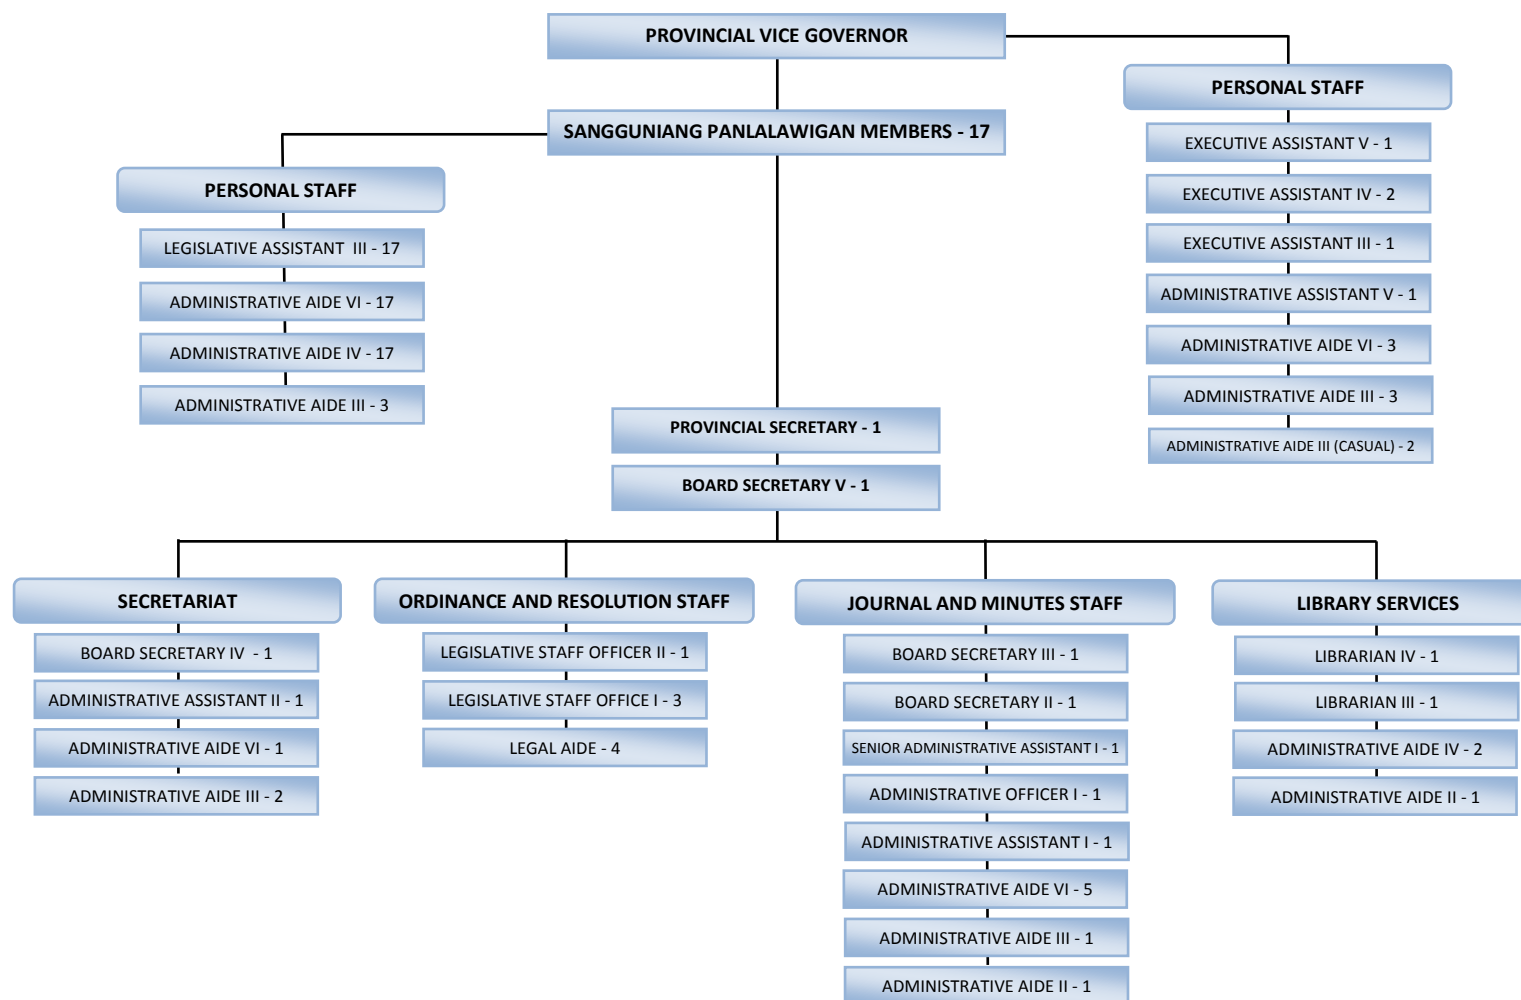 PROVINCIAL VICE GOVERNOR
PERSONAL STAFF
EXECUTIVE ASSISTANT V - 1
EXECUTIVE ASSISTANT IV - 2
EXECUTIVE ASSISTANT III - 1
ADMINISTRATIVE ASSISTANT V - 1
ADMINISTRATIVE AIDE VI - 3
ADMINISTRATIVE AIDE III - 3
ADMINISTRATIVE AIDE III (CASUAL) - 2
SANGGUNIANG PANLALAWIGAN MEMBERS - 17
PERSONAL STAFF
LEGISLATIVE ASSISTANT III - 17
ADMINISTRATIVE AIDE VI - 17
ADMINISTRATIVE AIDE IV - 17
ADMINISTRATIVE AIDE III - 3
PROVINCIAL SECRETARY - 1
BOARD SECRETARY V - 1
SECRETARIAT
BOARD SECRETARY IV - 1
ADMINISTRATIVE ASSISTANT II - 1
ADMINISTRATIVE AIDE VI - 1
ADMINISTRATIVE AIDE III - 2
ORDINANCE AND RESOLUTION STAFF
LEGISLATIVE STAFF OFFICER II - 1
LEGISLATIVE STAFF OFFICE I - 3
LEGAL AIDE - 4
JOURNAL AND MINUTES STAFF
BOARD SECRETARY III - 1
BOARD SECRETARY II - 1
SENIOR ADMINISTRATIVE ASSISTANT I - 1
ADMINISTRATIVE OFFICER I - 1
ADMINISTRATIVE ASSISTANT I - 1
ADMINISTRATIVE AIDE VI - 5
ADMINISTRATIVE AIDE III - 1
ADMINISTRATIVE AIDE II - 1
LIBRARY SERVICES
LIBRARIAN IV - 1
LIBRARIAN III - 1
ADMINISTRATIVE AIDE IV - 2
ADMINISTRATIVE AIDE II - 1